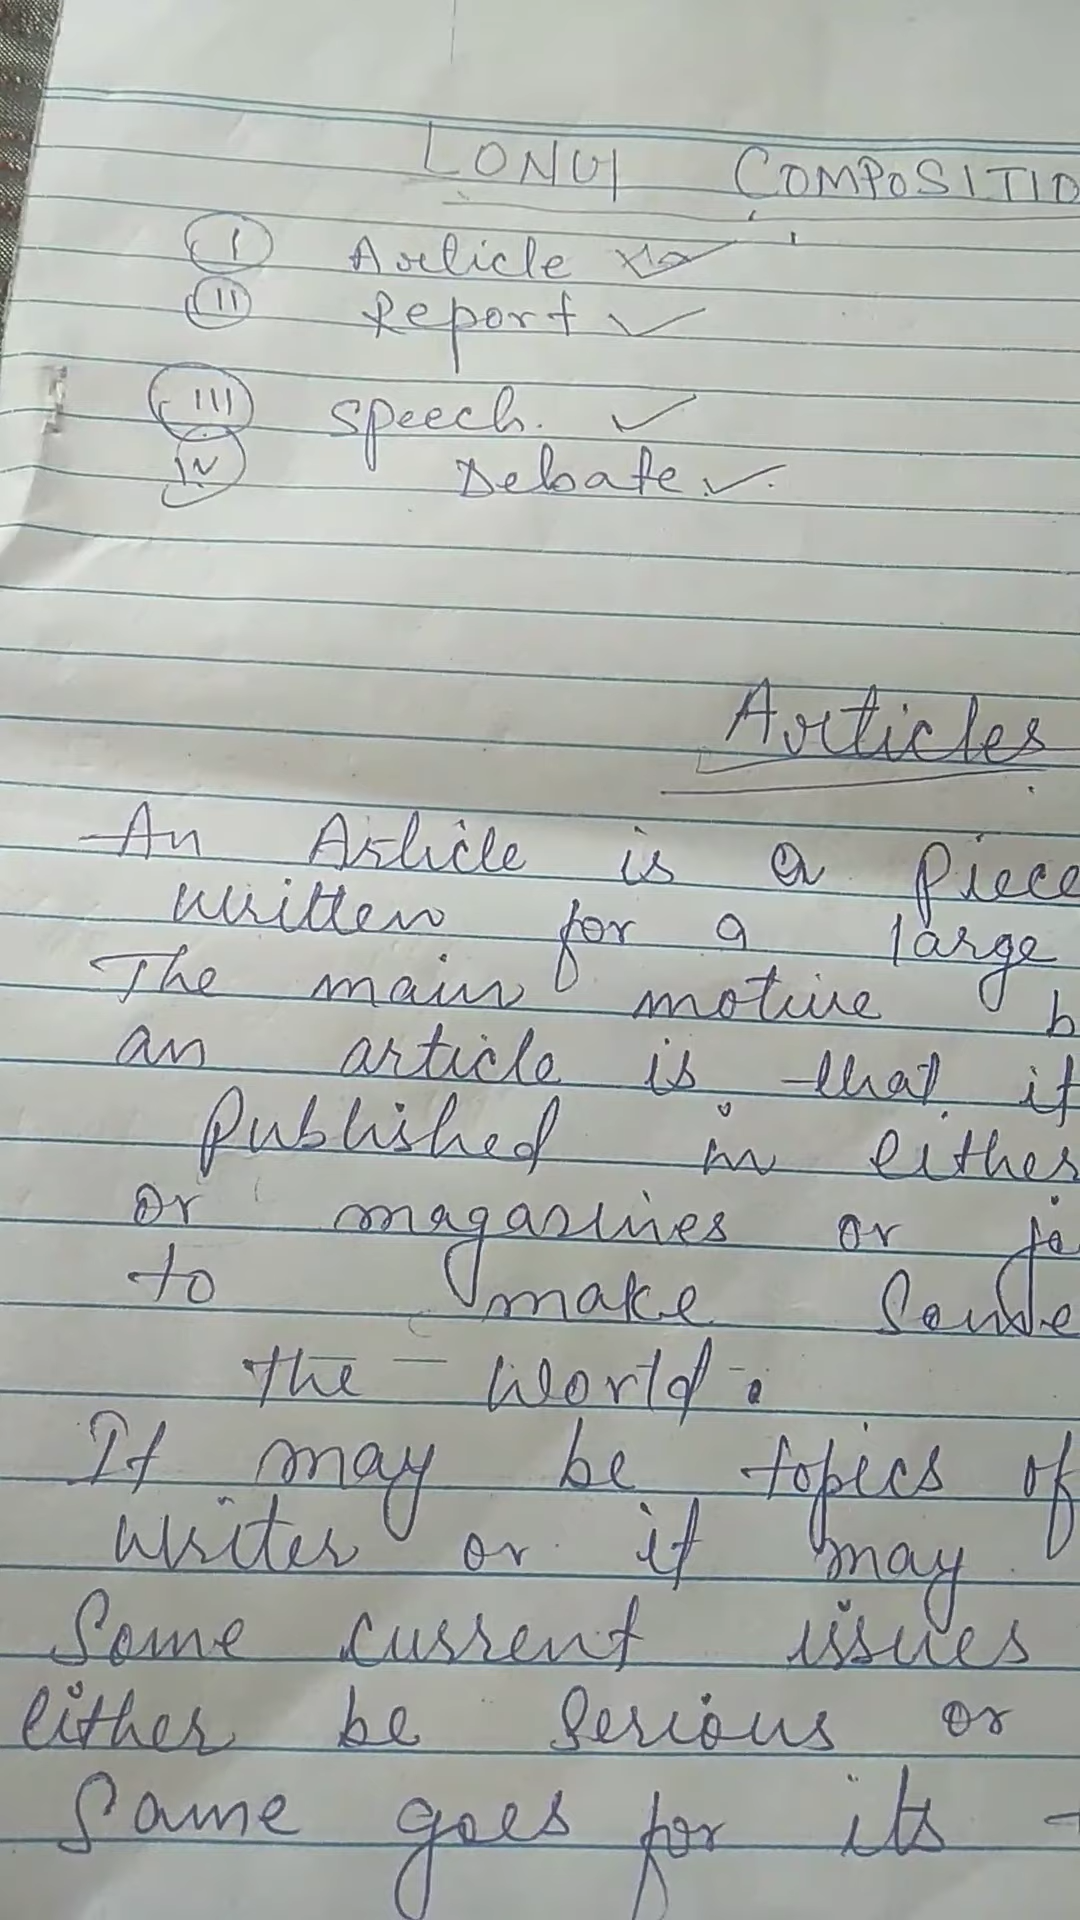 LONG COMPOSITIO
I Article
II Report
III Speech.
IV Debate
Articles
An Article is a piece
written for a large
The main motive b
an article is that it
published in either
or magazines or jo
to make
the world.
It may be topics of
writer or it may
Some current issues
either be serious or
Same goes for its